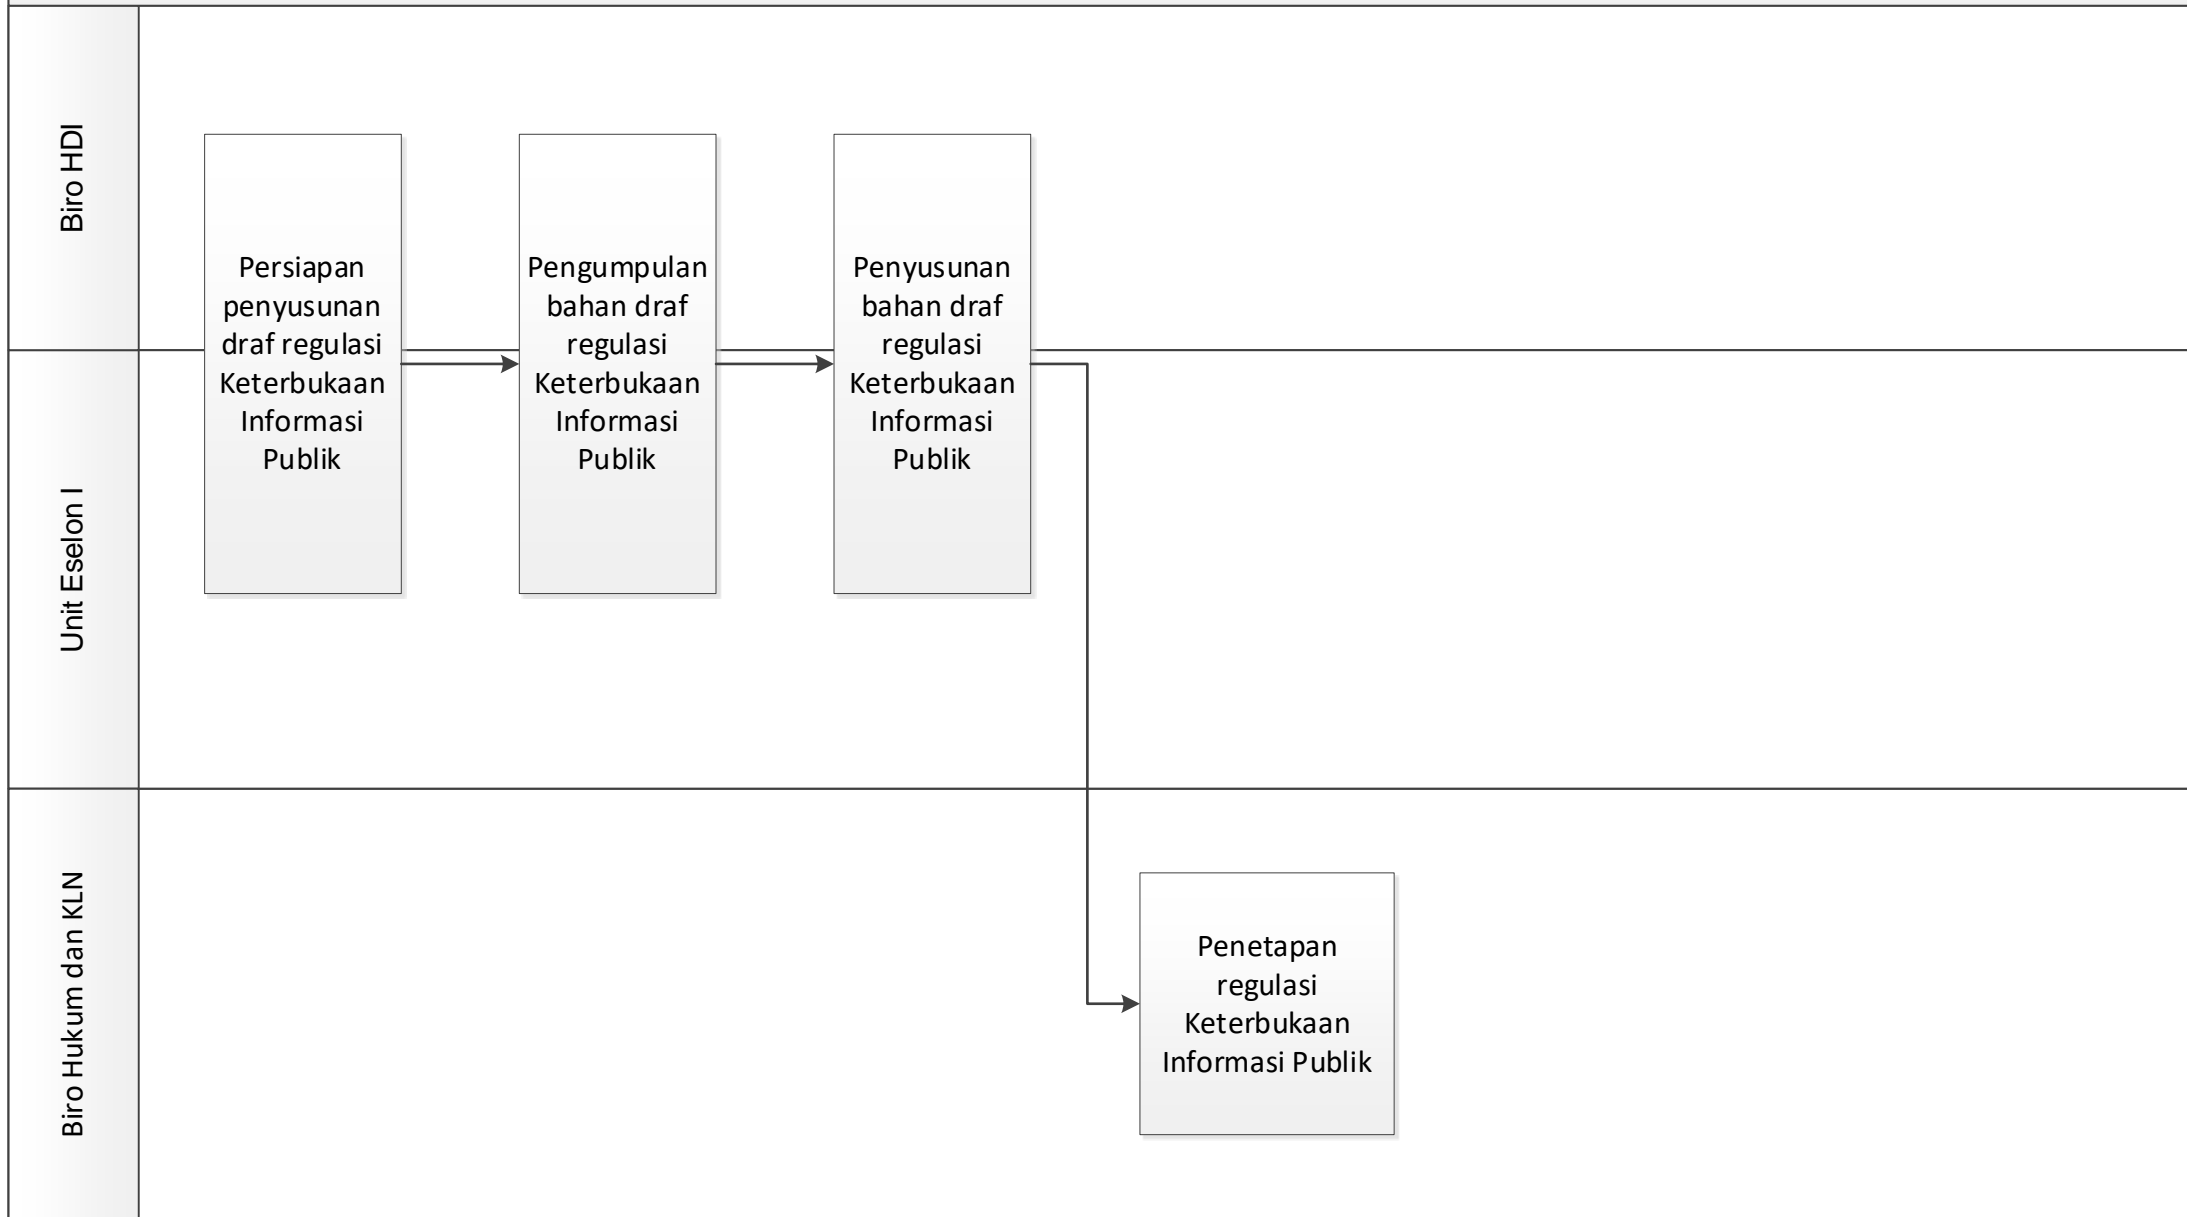 Biro HDI
Persiapan
penyusunan
draf regulasi
Keterbukaan
Informasi
Publik
Pengumpulan
bahan draf
regulasi
Keterbukaan
Informasi
Publik
Penyusunan
bahan draf
regulasi
Keterbukaan
Informasi
Publik
Unit Eselon I
Biro Hukum dan KLN
Penetapan
regulasi
Keterbukaan
Informasi Publik